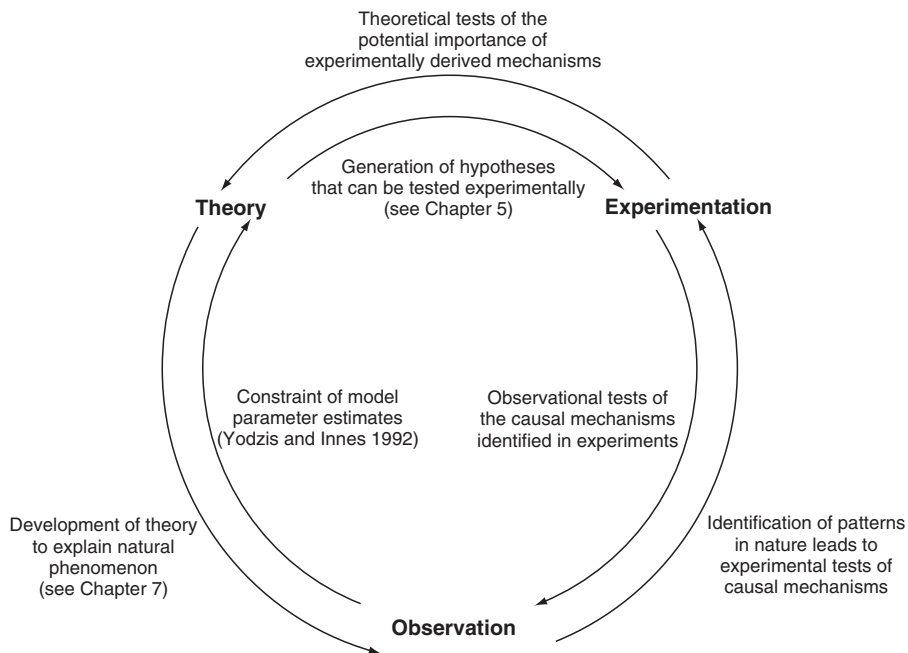 Theoretical tests of the
potential importance of
experimentally derived mechanisms
Generation of hypotheses
that can be tested experimentally
(see Chapter 5)
Theory
Experimentation
Constraint of model
parameter estimates
(Yodzis and Innes 1992)
Observational tests of
the causal mechanisms
identified in experiments
Development of theory
to explain natural
phenomenon
(see Chapter 7)
Identification of patterns
in nature leads to
experimental tests of
causal mechanisms
Observation